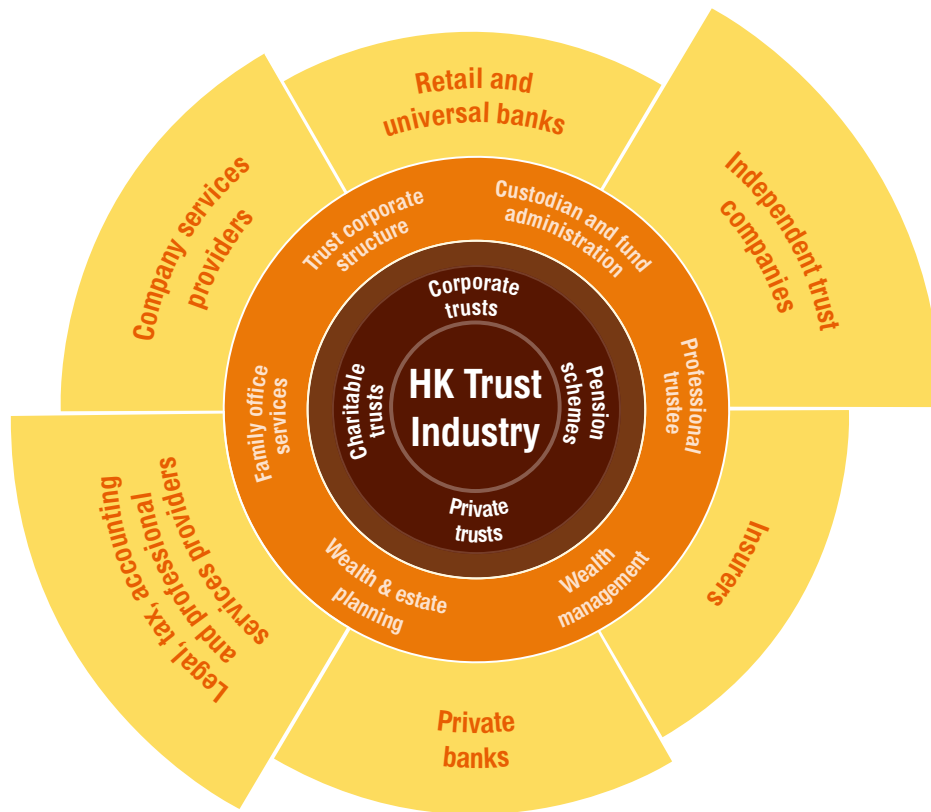 Retail and
universal banks
Independent trust
companies
Insurers
Private
banks
Legal, tax, accounting
and professional
services providers
Company services
providers
Trust corporate
structure
Custodian and fund
administration
Professional
trustee
Wealth
management
Wealth & estate
planning
Family office
services
Corporate
trusts
Pension
schemes
Private
trusts
Charitable
trusts
HK Trust
Industry